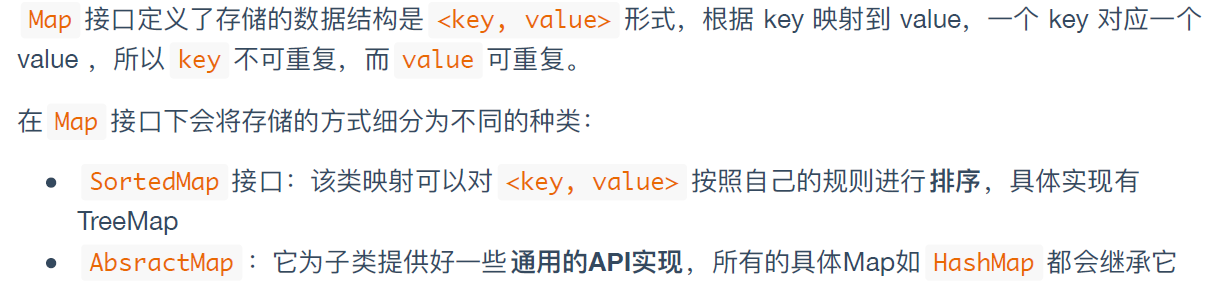 Map 接口定义了存储的数据结构是 <key, value> 形式，根据 key 映射到 value，一个 key 对应一个
value ，所以 key 不可重复，而 value 可重复。
在 Map 接口下会将存储的方式细分为不同的种类：
• SortedMap 接口：该类映射可以对 <key, value> 按照自己的规则进行排序，具体实现有
TreeMap
• AbsractMap ：它为子类提供好一些通用的API实现，所有的具体Map如 HashMap 都会继承它